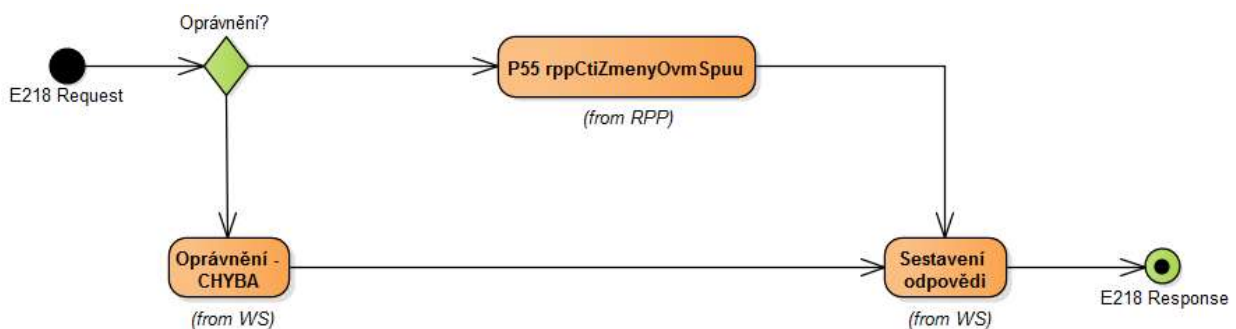 Oprávnění?
E218 Request
P55 rppCtiZmenyOvmSpuu
(from RPP)
Oprávnění -
CHYBA
(from WS)
Sestavení
odpovědi
(from WS)
E218 Response